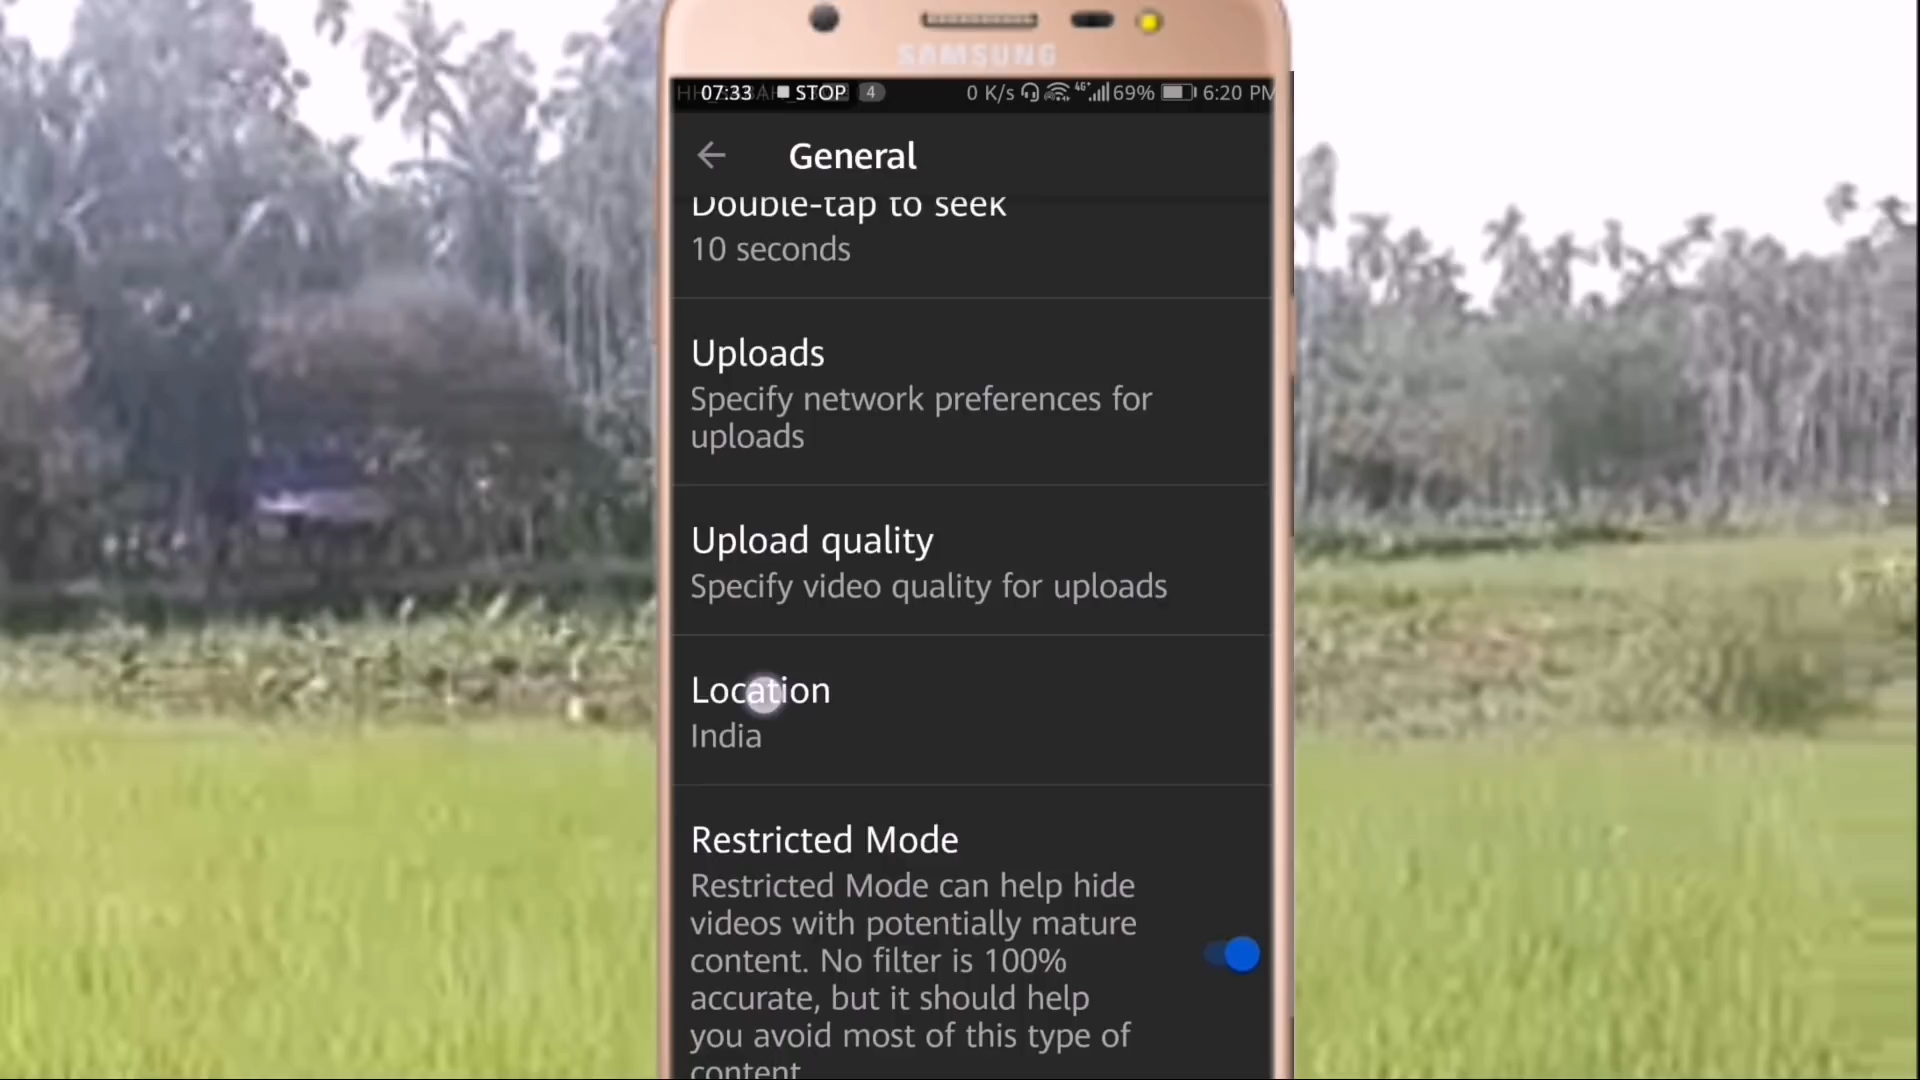 SAMSUNG
07:33 STOP 4 0 K/s 4G+ 69% 6:20 PM
General
Double-tap to seek
10 seconds
Uploads
Specify network preferences for
uploads
Upload quality
Specify video quality for uploads
Location
India
Restricted Mode
Restricted Mode can help hide
videos with potentially mature
content. No filter is 100%
accurate, but it should help
you avoid most of this type of
content